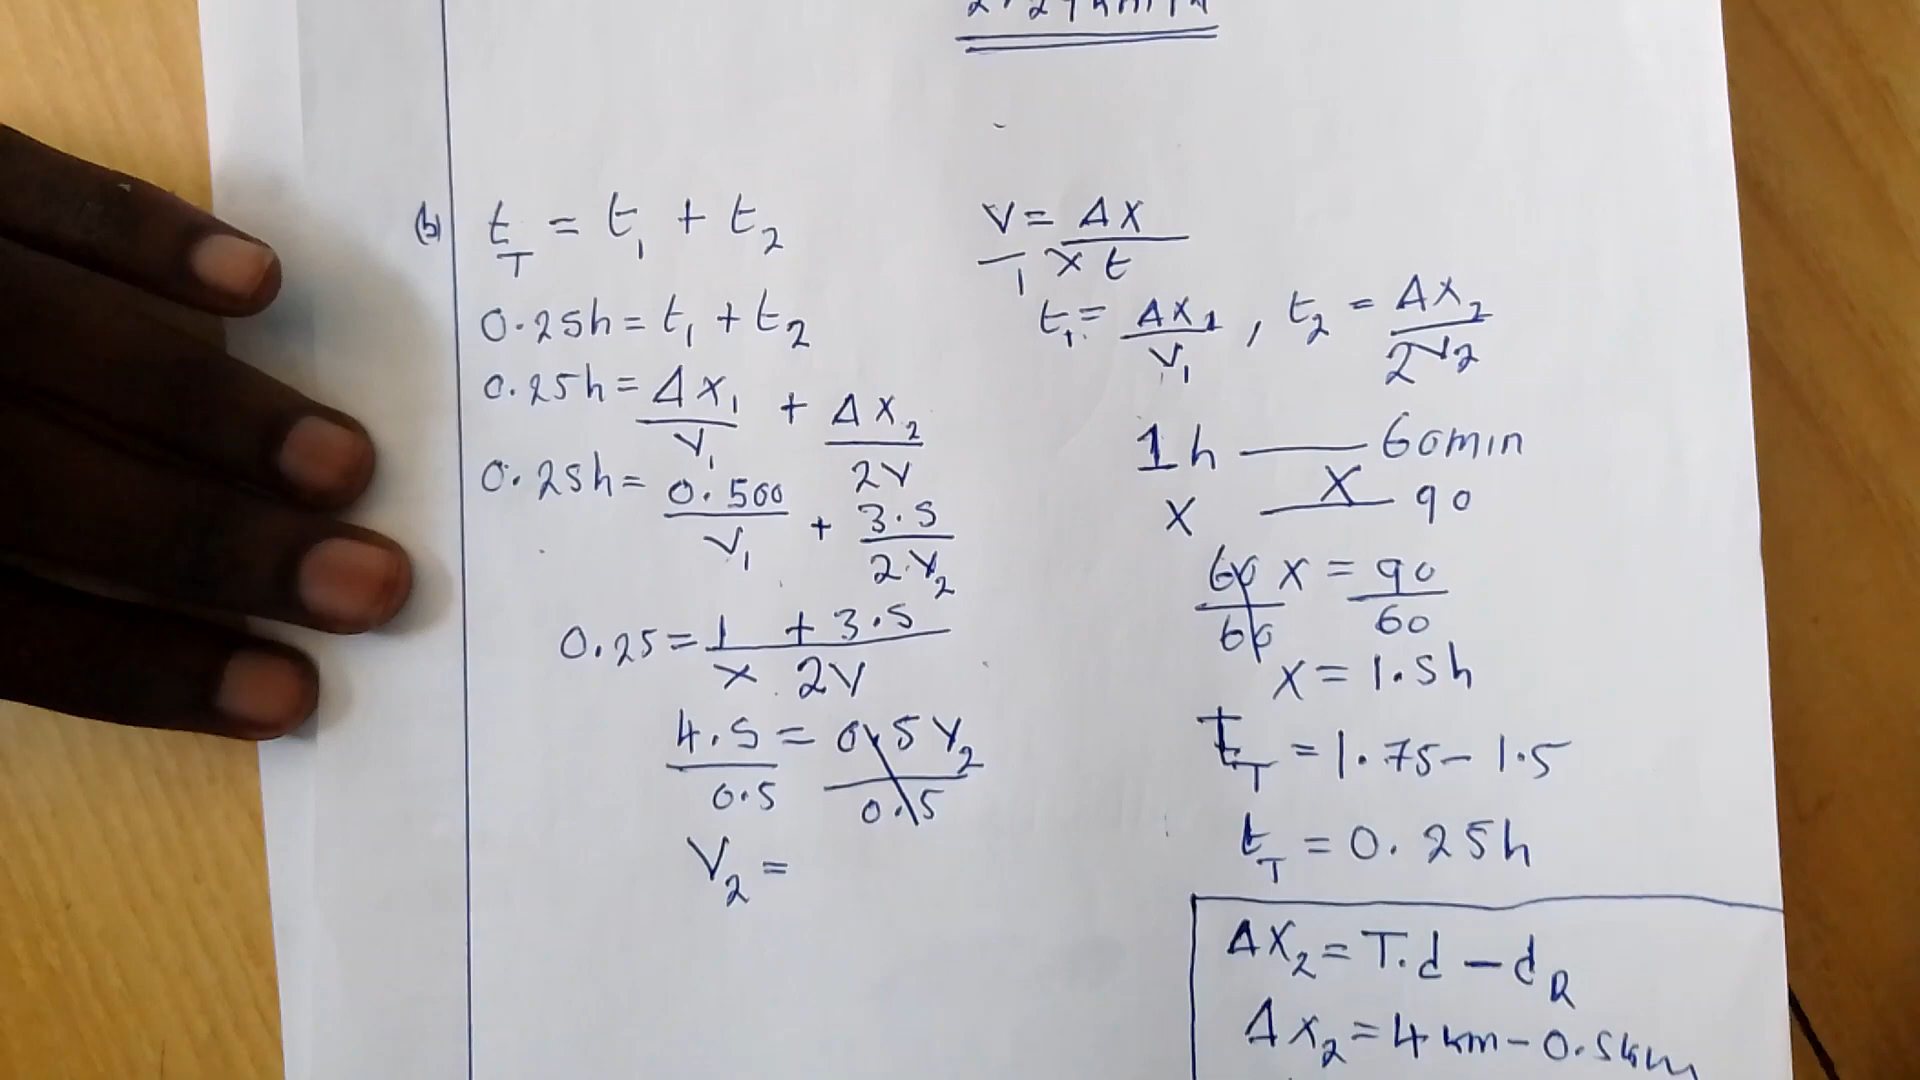 (b) t_T = t_1 + t_2
0.25h = t_1 + t_2
0.25h = ΔX_1/V_1 + ΔX_2/2V
0.25h = 0.500/V_1 + 3.5/2.V_2
0.25 = 1 + 3.5/x 2V
4.5/0.5 = 0.5V_2/0.5
V_2 =
V/1 = ΔX/t
t_1 = ΔX_1/V_1 , t_2 = ΔX_2/2V_2
1h — 60min
X — X — 90
60X/60 = 90/60
X = 1.5h
t_T = 1.75 - 1.5
t_T = 0.25h
ΔX_2 = T.d - d_R
ΔX_2 = 4km - 0.5km